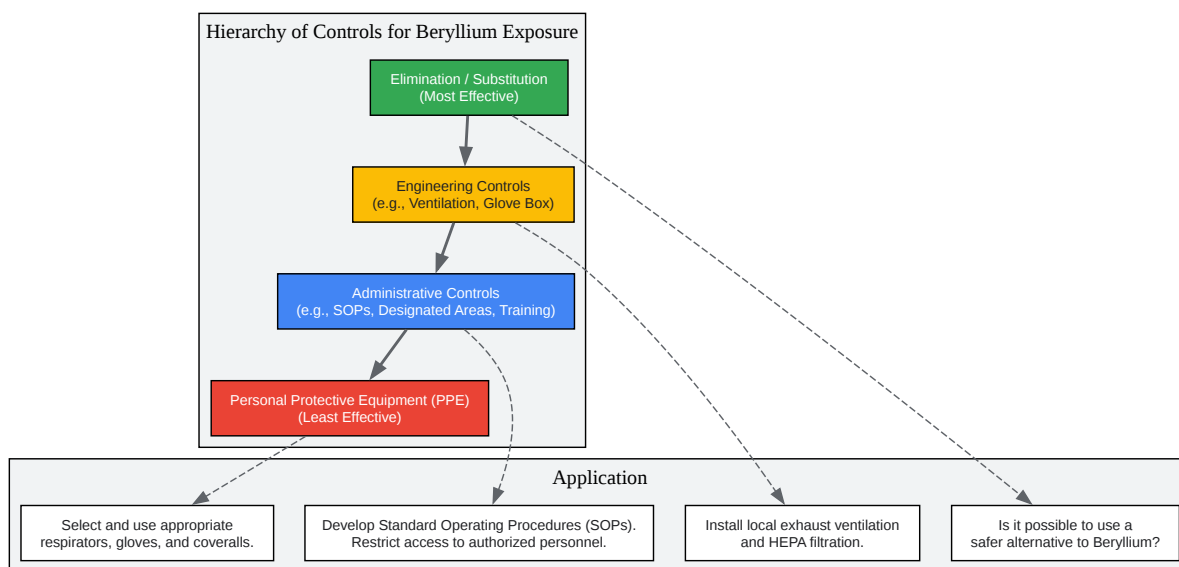 Hierarchy of Controls for Beryllium Exposure
Elimination / Substitution
(Most Effective)
Engineering Controls
(e.g., Ventilation, Glove Box)
Administrative Controls
(e.g., SOPs, Designated Areas, Training)
Personal Protective Equipment (PPE)
(Least Effective)
Application
Select and use appropriate
respirators, gloves, and coveralls.
Develop Standard Operating Procedures (SOPs).
Restrict access to authorized personnel.
Install local exhaust ventilation
and HEPA filtration.
Is it possible to use a
safer alternative to Beryllium?